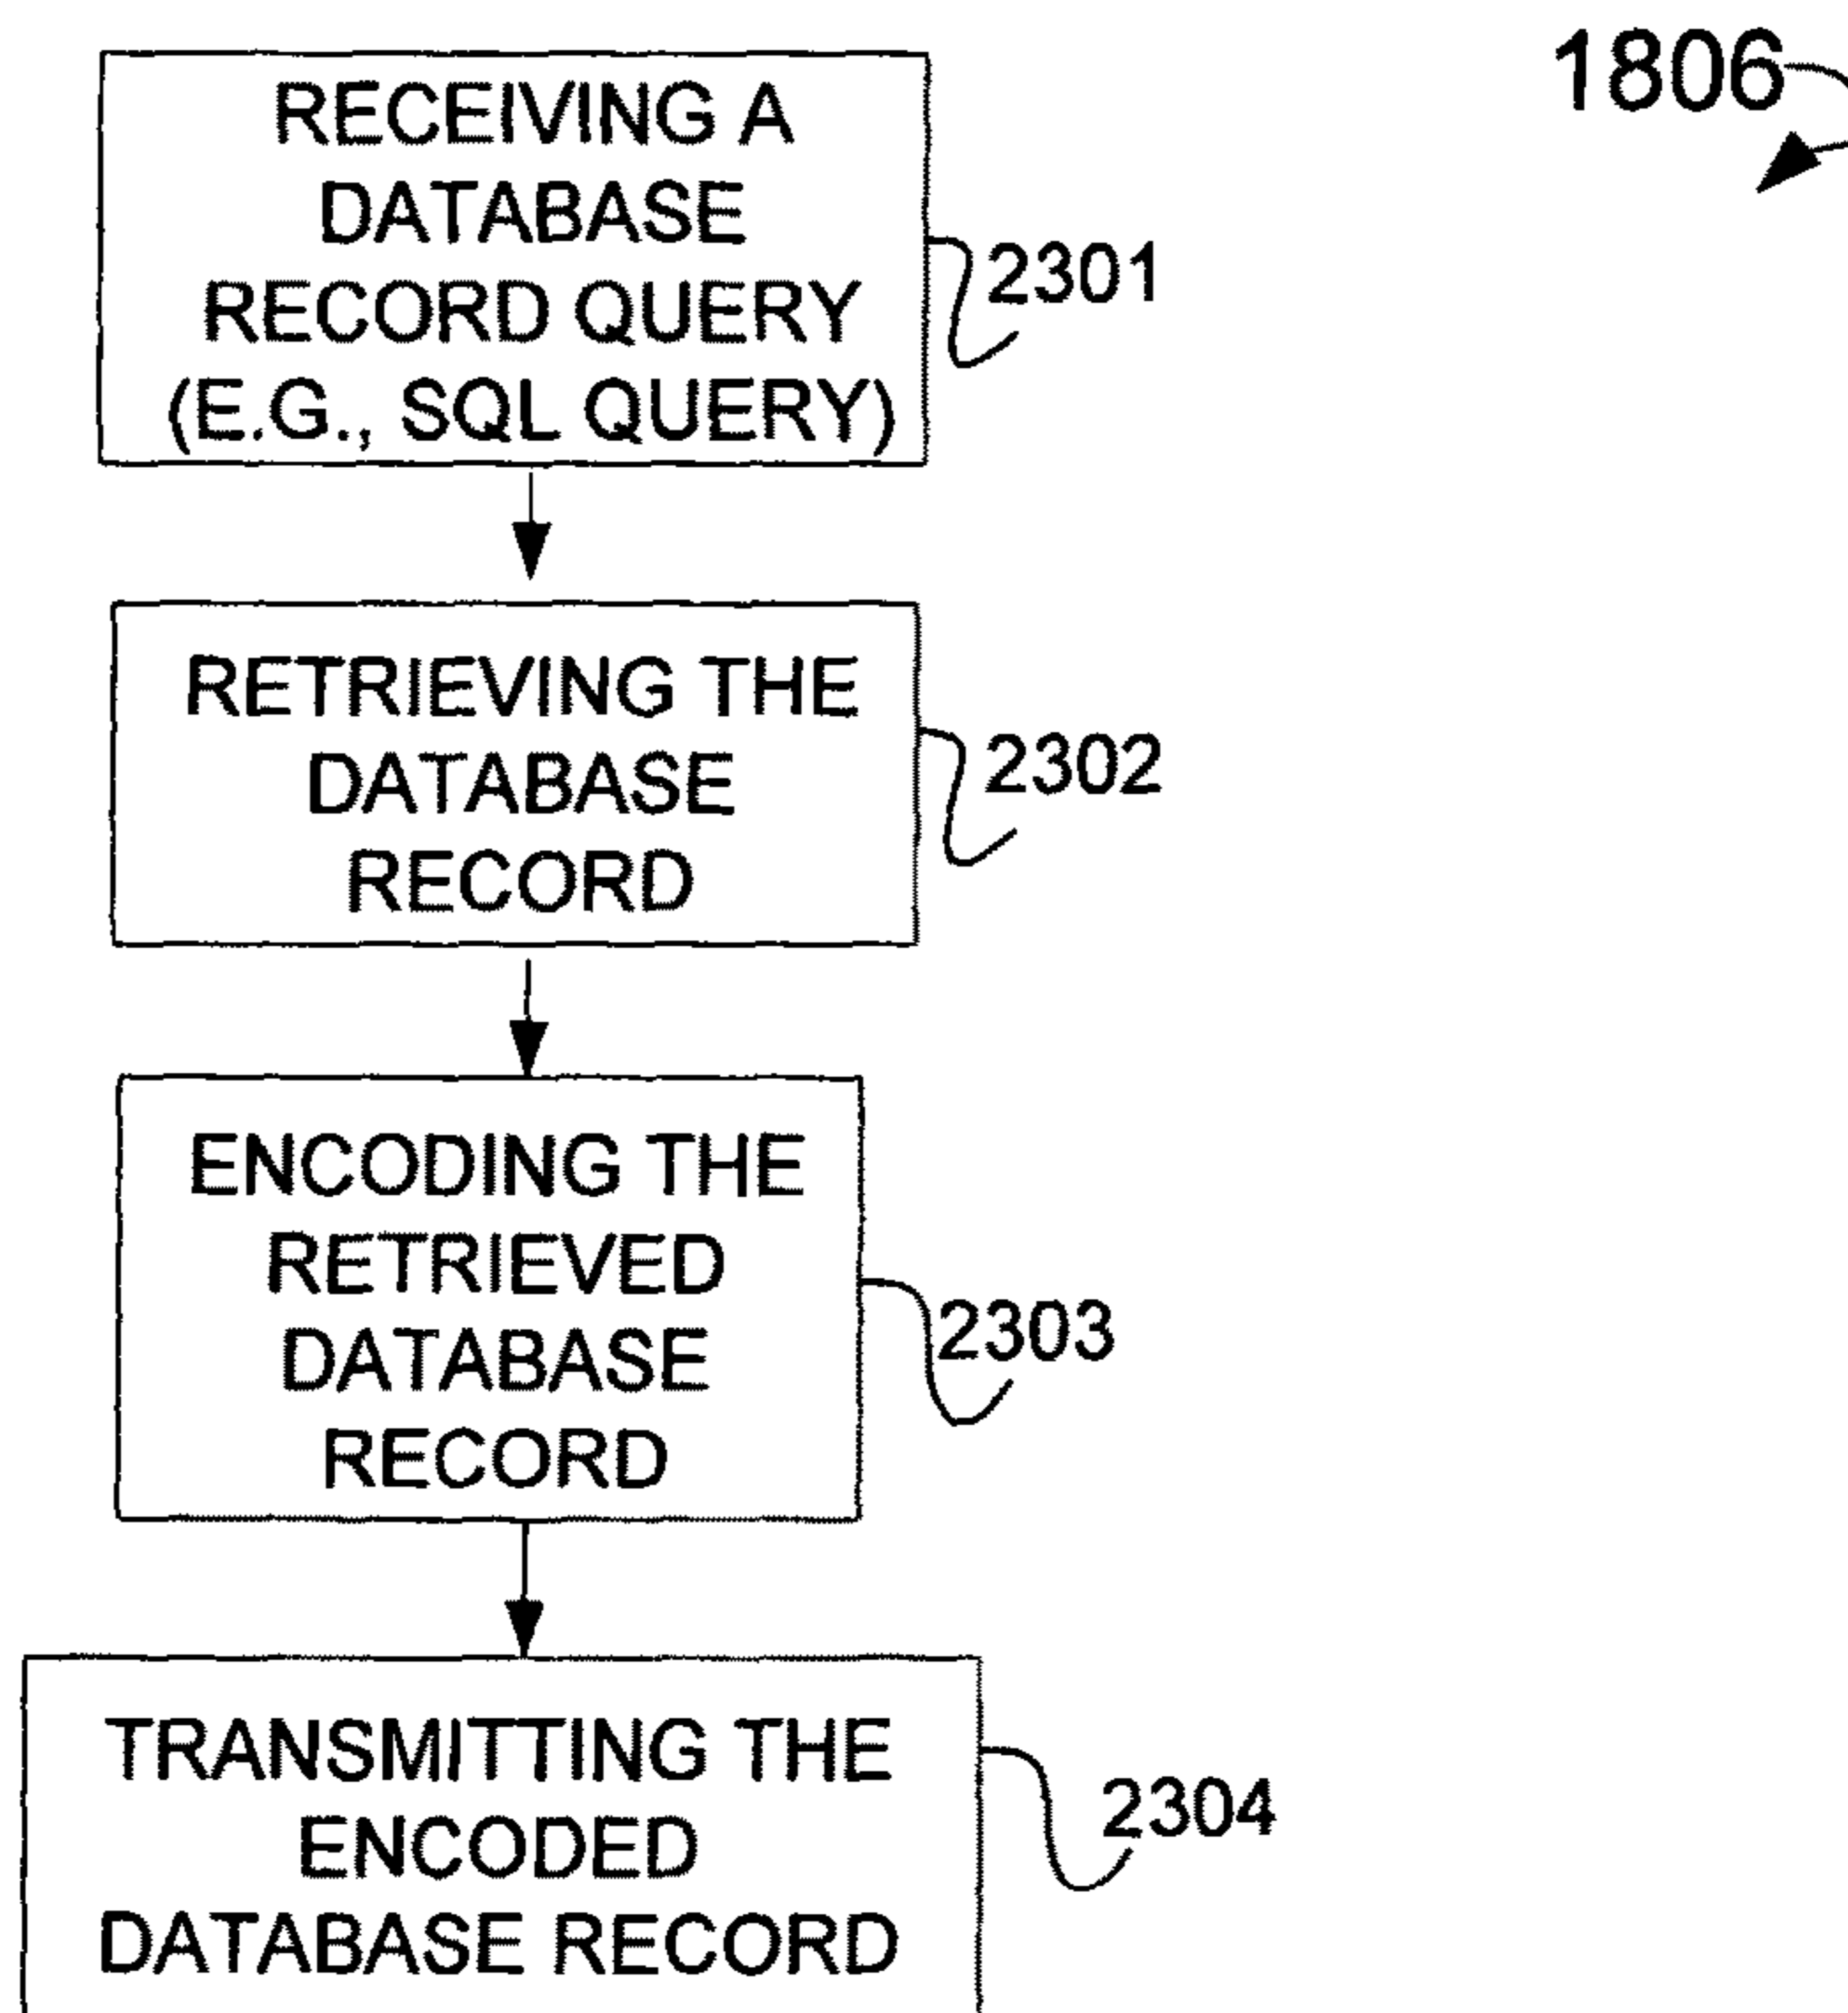 1806
RECEIVING A
DATABASE
RECORD QUERY
(E.G., SQL QUERY)
2301
RETRIEVING THE
DATABASE
RECORD
2302
ENCODING THE
RETRIEVED
DATABASE
RECORD
2303
TRANSMITTING THE
ENCODED
DATABASE RECORD
2304